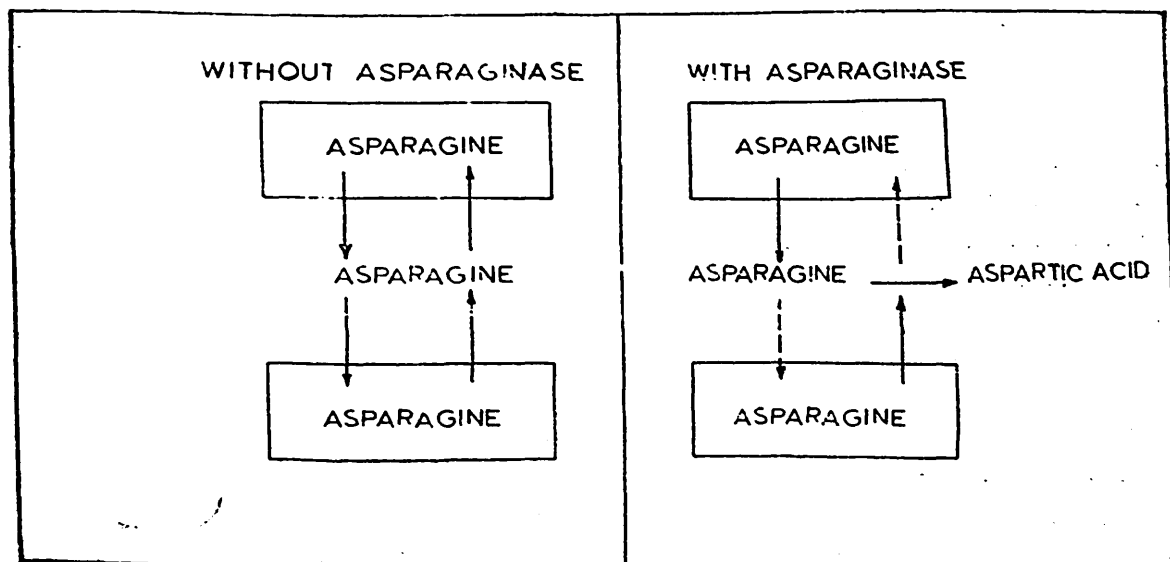 WITHOUT ASPARAGINASE
ASPARAGINE
ASPARAGINE
ASPARAGINE
WITH ASPARAGINASE
ASPARAGINE
ASPARAGINE
ASPARTIC ACID
ASPARAGINE